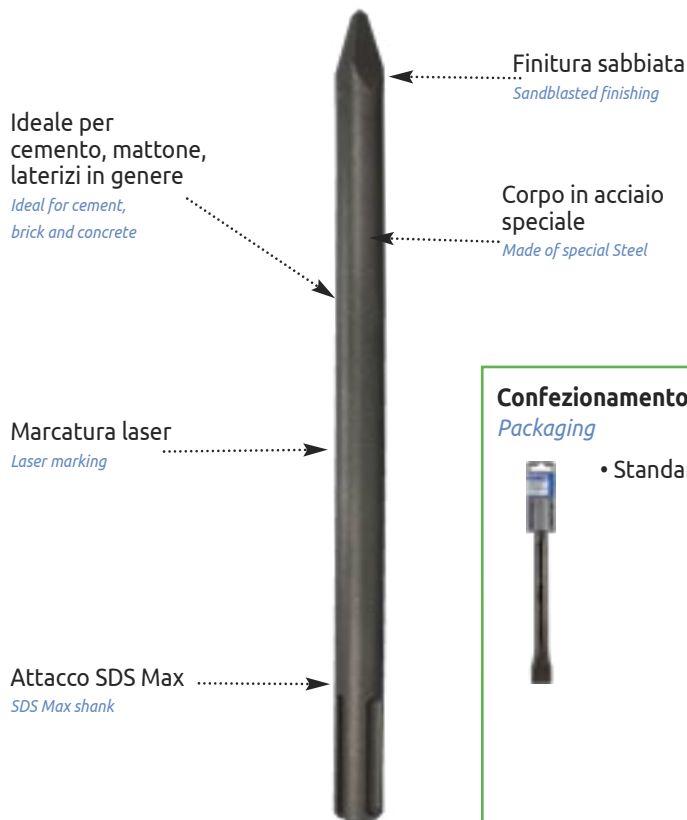 Finitura sabbiata
Sandblasted finishing
Ideale per
cemento, mattone,
laterizi in genere
Ideal for cement,
brick and concrete
Corpo in acciaio
speciale
Made of special Steel
Marcatura laser
Laser marking
Attacco SDS Max
SDS Max shank
Confezionamento
Packaging